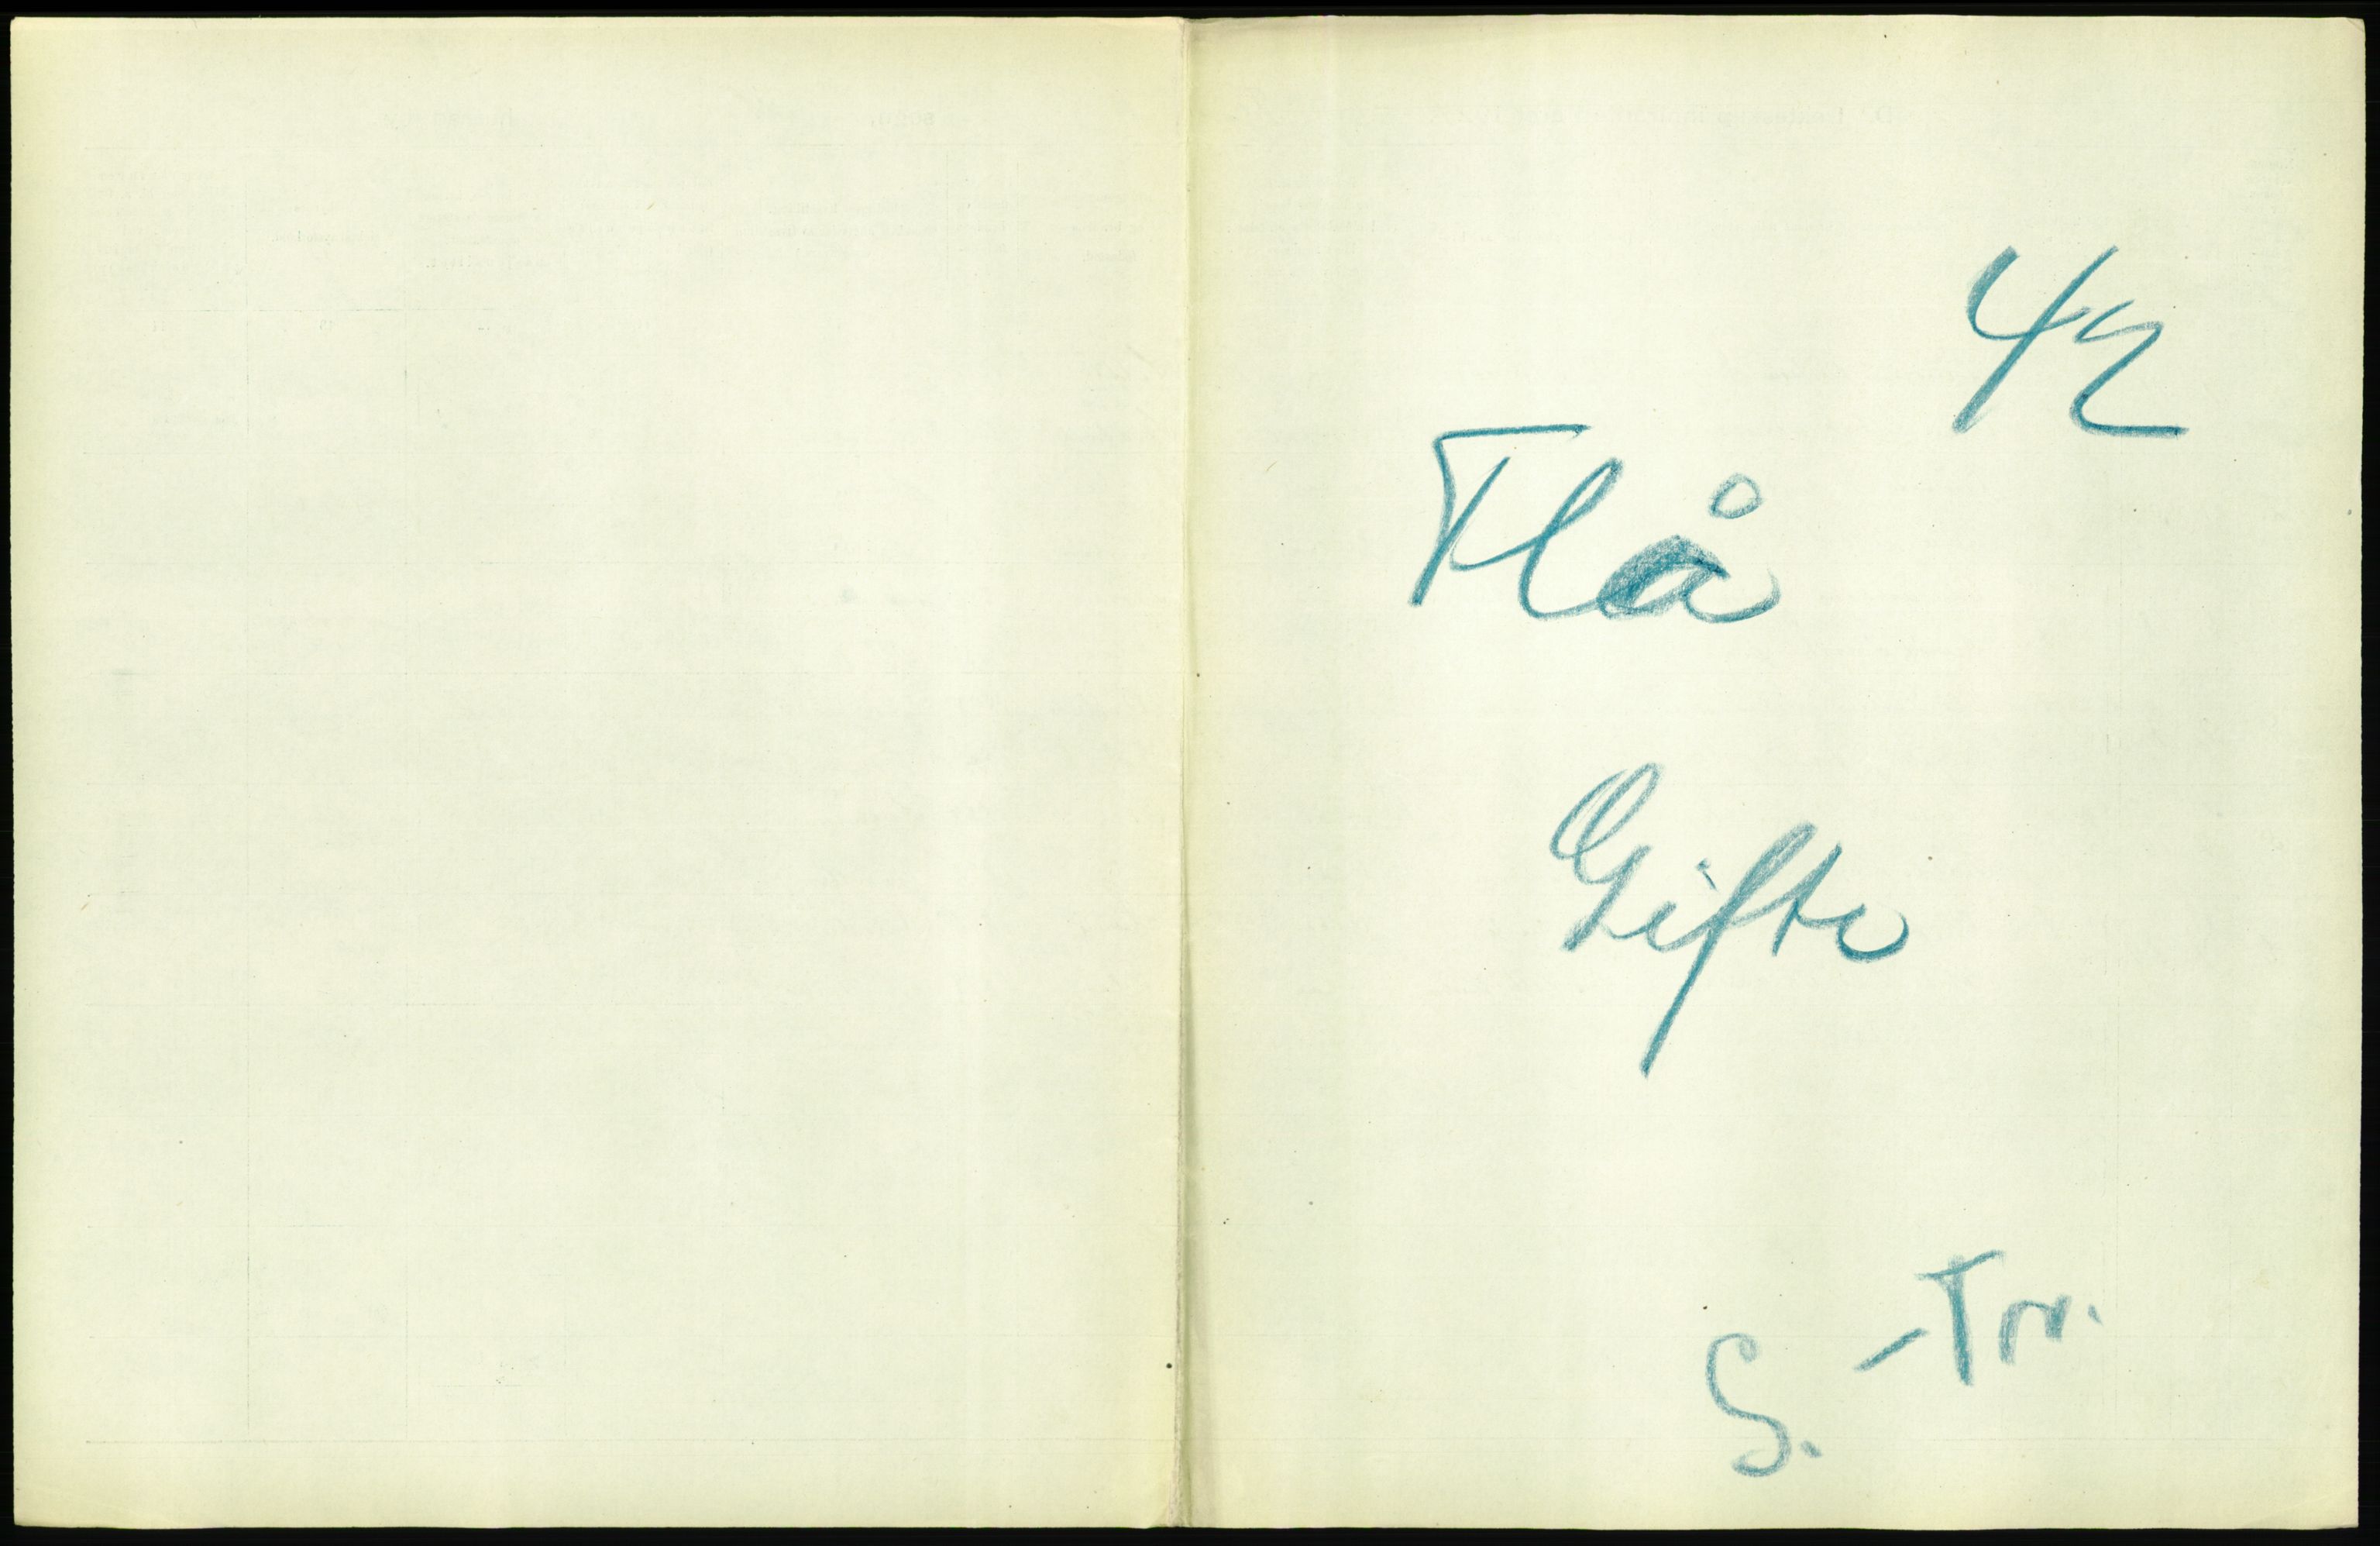 42
Flå
Gifte
S. -Tr.